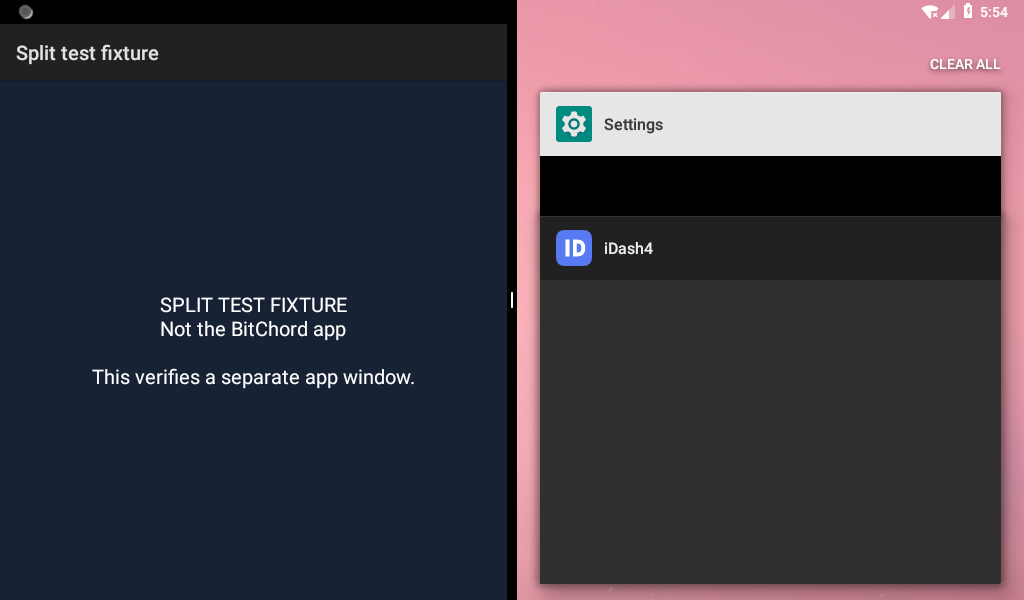 Split test fixture
SPLIT TEST FIXTURE
Not the BitChord app
This verifies a separate app window.
5:54
CLEAR ALL
Settings
ID
iDash4